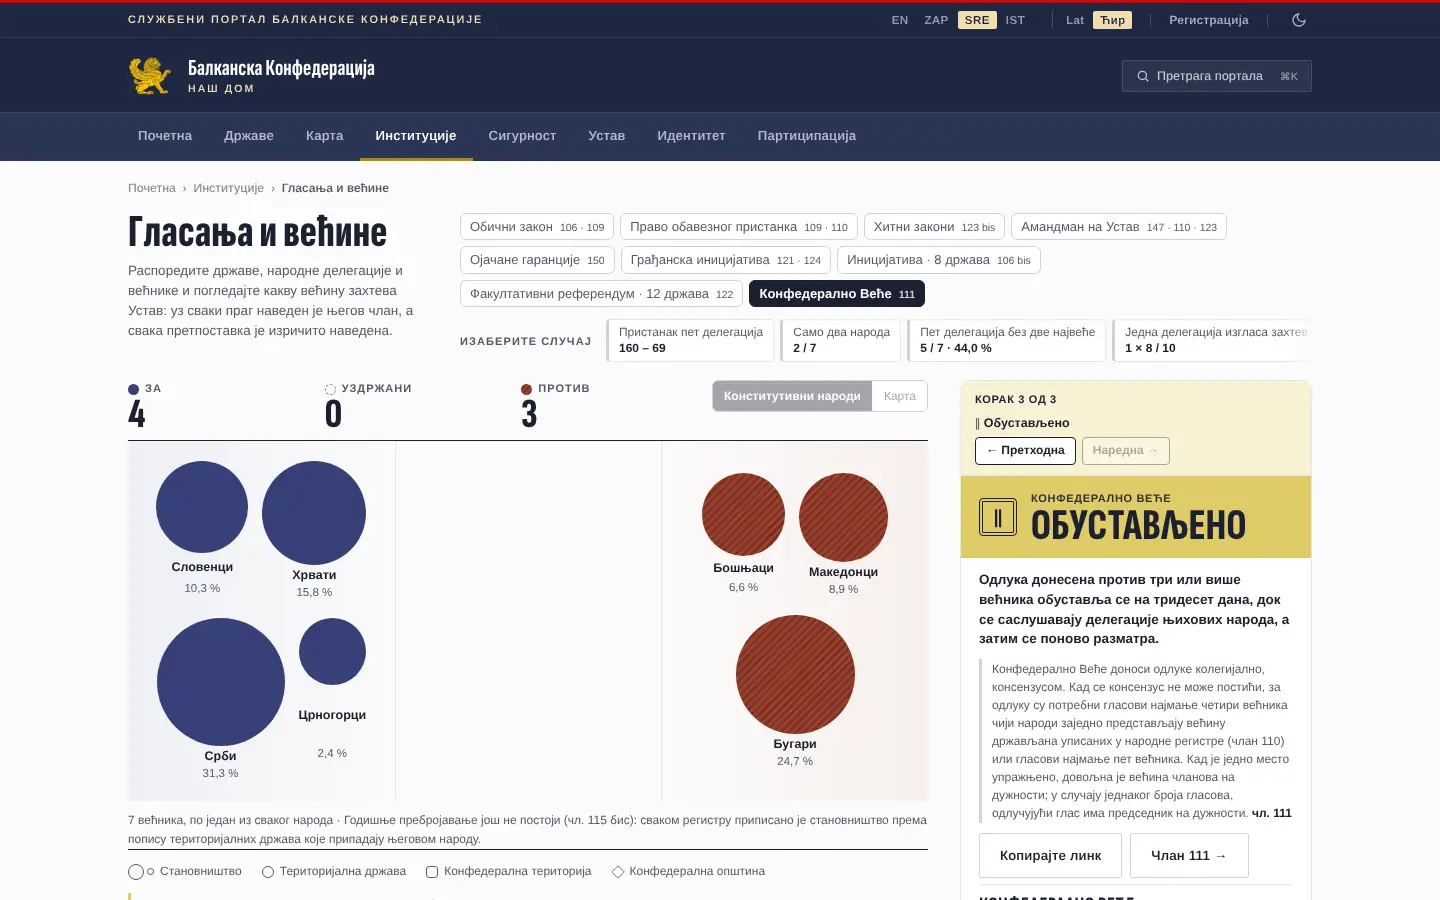 СЛУЖБЕНИ ПОРТАЛ БАЛКАНСКЕ КОНФЕДЕРАЦИЈЕ
EN ZAP SRE IST Lat Ћир Регистрација
Балканска Конфедерација
НАШ ДОМ
Претрага портала ⌘K
Почетна Државе Карта Институције Сигурност Устав Идентитет Партиципација
Почетна › Институције › Гласања и већине
Гласања и већине
Распоредите државе, народне делегације и
већнике и погледајте какву већину захтева
Устав: уз сваки праг наведен је његов члан, а
свака претпоставка је изричито наведена.
Обични закон 106 · 109
Право обавезног пристанка 109 · 110
Хитни закони 123 bis
Амандман на Устав 147 · 110 · 123
Ојачане гаранције 150
Грађанска иницијатива 121 · 124
Иницијатива · 8 држава 106 bis
Факултативни референдум · 12 држава 122
Конфедерално Веће 111
ИЗАБЕРИТЕ СЛУЧАЈ
Пристанак пет делегација
160 – 69
Само два народа
2 / 7
Пет делегација без две највеће
5 / 7 · 44,0 %
Једна делегација изгласа захтев
1 × 8 / 10
ЗА
4
УЗДРЖАНИ
0
ПРОТИВ
3
Конститутивни народи Карта
Словенци
10,3 %
Хрвати
15,8 %
Срби
31,3 %
Црногорци
2,4 %
Бошњаци
6,6 %
Македонци
8,9 %
Бугари
24,7 %
7 већника, по један из сваког народа · Годишње пребројавање још не постоји (чл. 115 бис): сваком регистру приписано је становништво према
попису територијалних држава које припадају његовом народу.
Становништво Територијална држава Конфедерална територија Конфедерална општина
КОРАК 3 ОД 3
‖ Обустављено
← Претходна Наредна →
КОНФЕДЕРАЛНО ВЕЋЕ
ОБУСТАВЉЕНО
Одлука донесена против три или више
већника обуставља се на тридесет дана, док
се саслушавају делегације њихових народа, а
затим се поново разматра.
Конфедерално Веће доноси одлуке колегијално,
консензусом. Кад се консензус не може постићи, за
одлуку су потребни гласови најмање четири већника
чији народи заједно представљају већину
држављана уписаних у народне регистре (члан 110)
или гласови најмање пет већника. Кад је једно место
упражњено, довољна је већина чланова на
дужности; у случају једнаког броја гласова,
одлучујући глас има председник на дужности. чл. 111
Копирајте линк Члан 111 →
КОНФЕДЕРАЛНО ВЕЋЕ